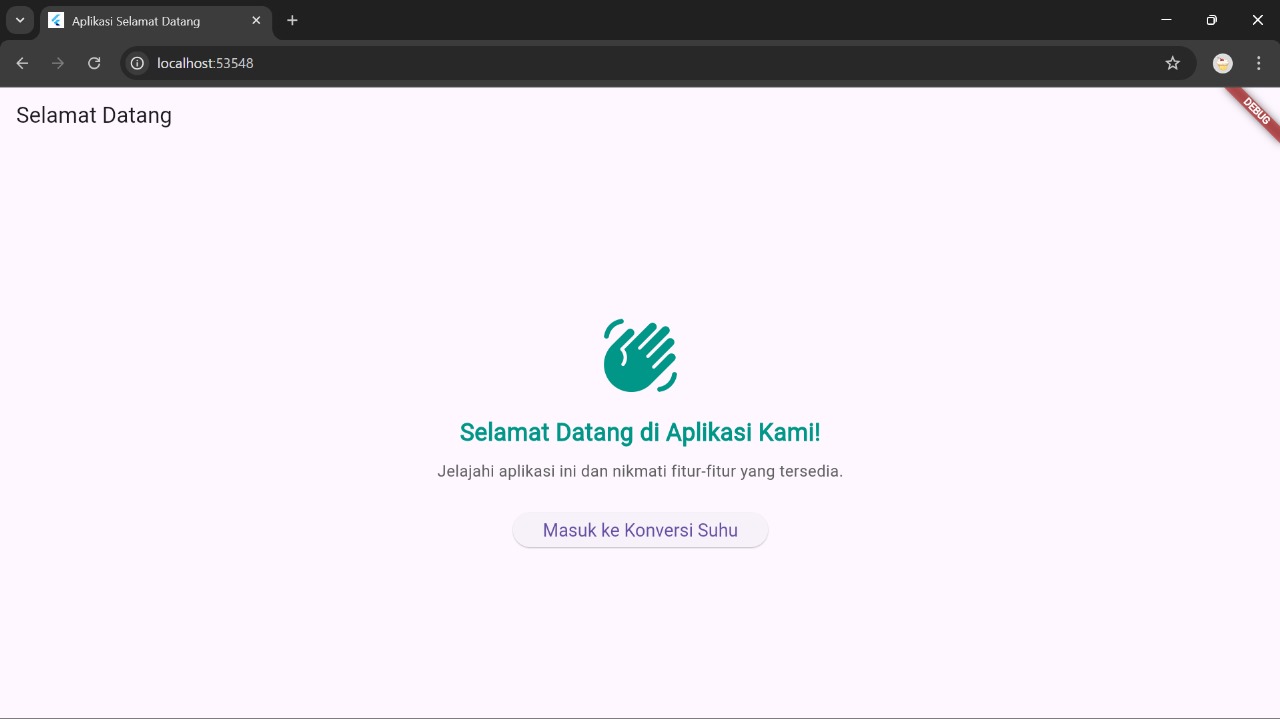 Aplikasi Selamat Datang
localhost:53548
Selamat Datang
DEBUG
Selamat Datang di Aplikasi Kami!
Jelajahi aplikasi ini dan nikmati fitur-fitur yang tersedia.
Masuk ke Konversi Suhu